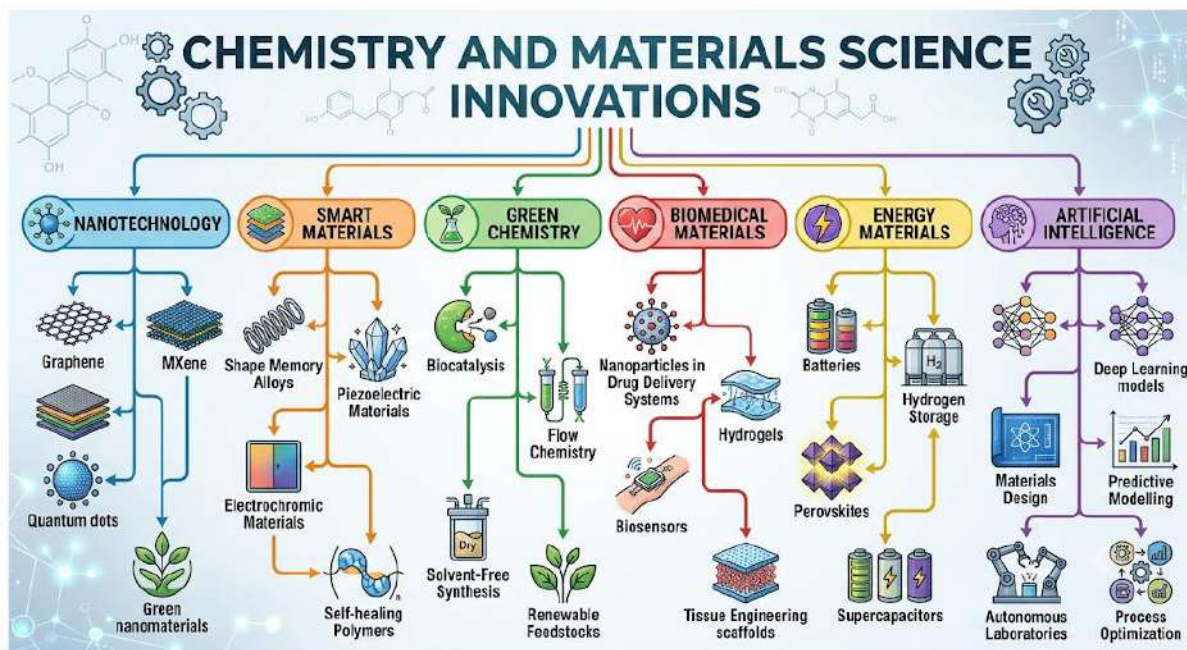 CHEMISTRY AND MATERIALS SCIENCE
INNOVATIONS
NANOTECHNOLOGY
SMART
MATERIALS
GREEN
CHEMISTRY
BIOMEDICAL
MATERIALS
ENERGY
MATERIALS
ARTIFICIAL
INTELLIGENCE
Graphene
MXene
Quantum dots
Green
nanomaterials
Shape Memory
Alloys
Piezoelectric
Materials
Electrochromic
Materials
Self-healing
Polymers
n
Biocatalysis
Flow
Chemistry
Dry
Solvent-Free
Synthesis
Renewable
Feedstocks
Nanoparticles in
Drug Delivery
Systems
Hydrogels
Biosensors
Tissue Engineering
scaffolds
Batteries
H2
Hydrogen
Storage
Perovskites
Supercapacitors
Deep Learning
models
Materials
Design
Predictive
Modelling
Autonomous
Laboratories
Process
Optimization
O
OH
O
O
OH